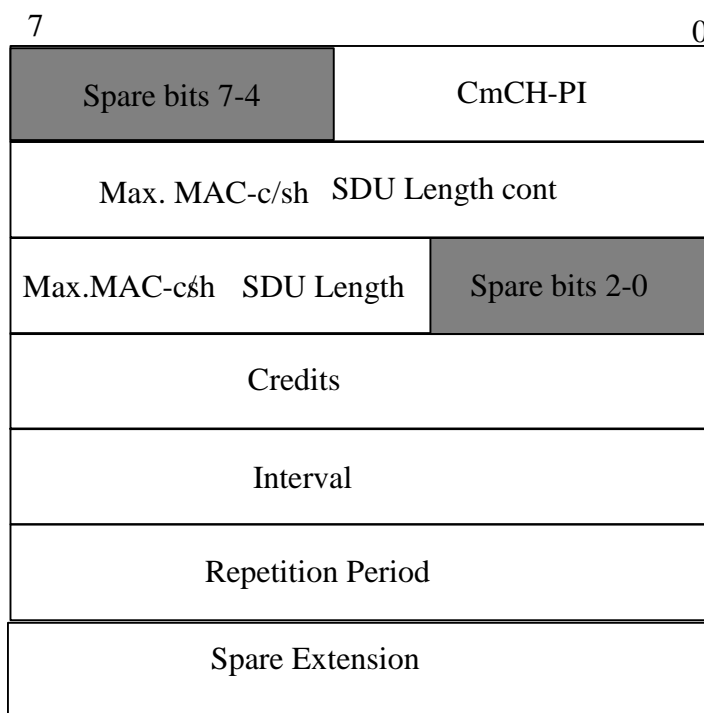 7 0
Spare bits 7-4 CmCH-PI
Max. MAC-c/sh SDU Length cont
Max.MAC-c/sh SDU Length Spare bits 2-0
Credits
Interval
Repetition Period
Spare Extension